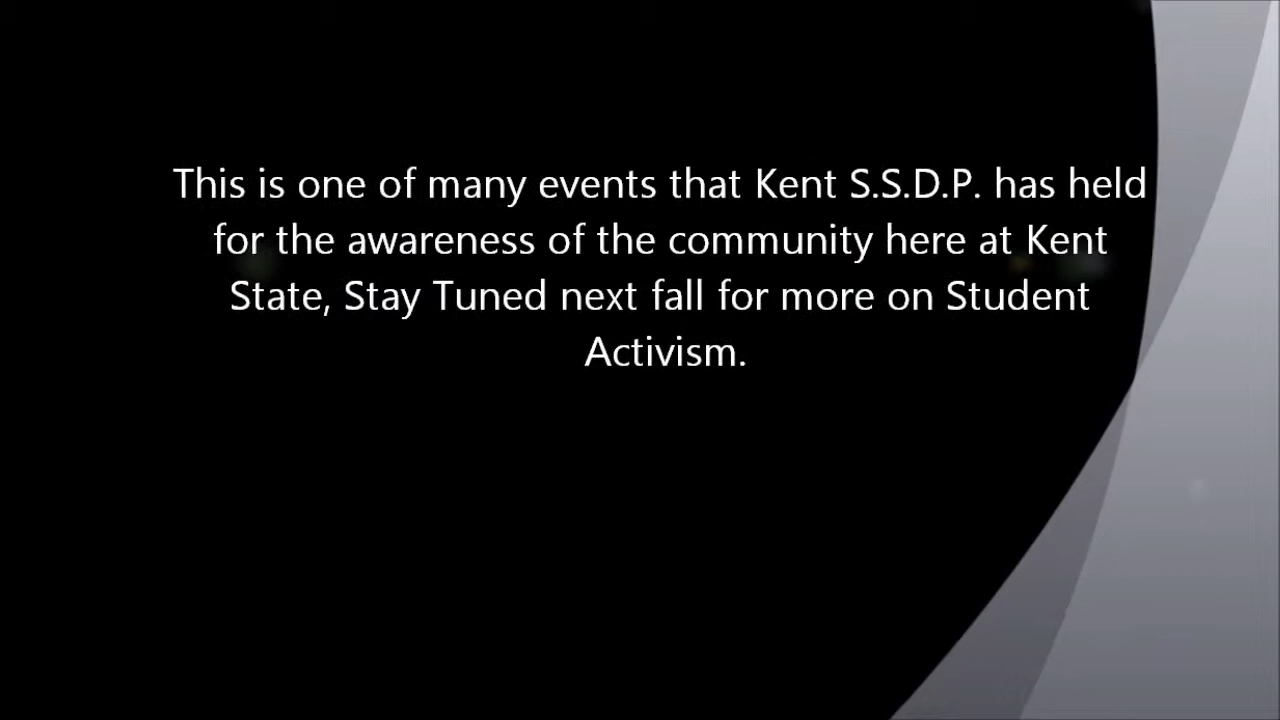 This is one of many events that Kent S.S.D.P. has held
for the awareness of the community here at Kent
State, Stay Tuned next fall for more on Student
Activism.